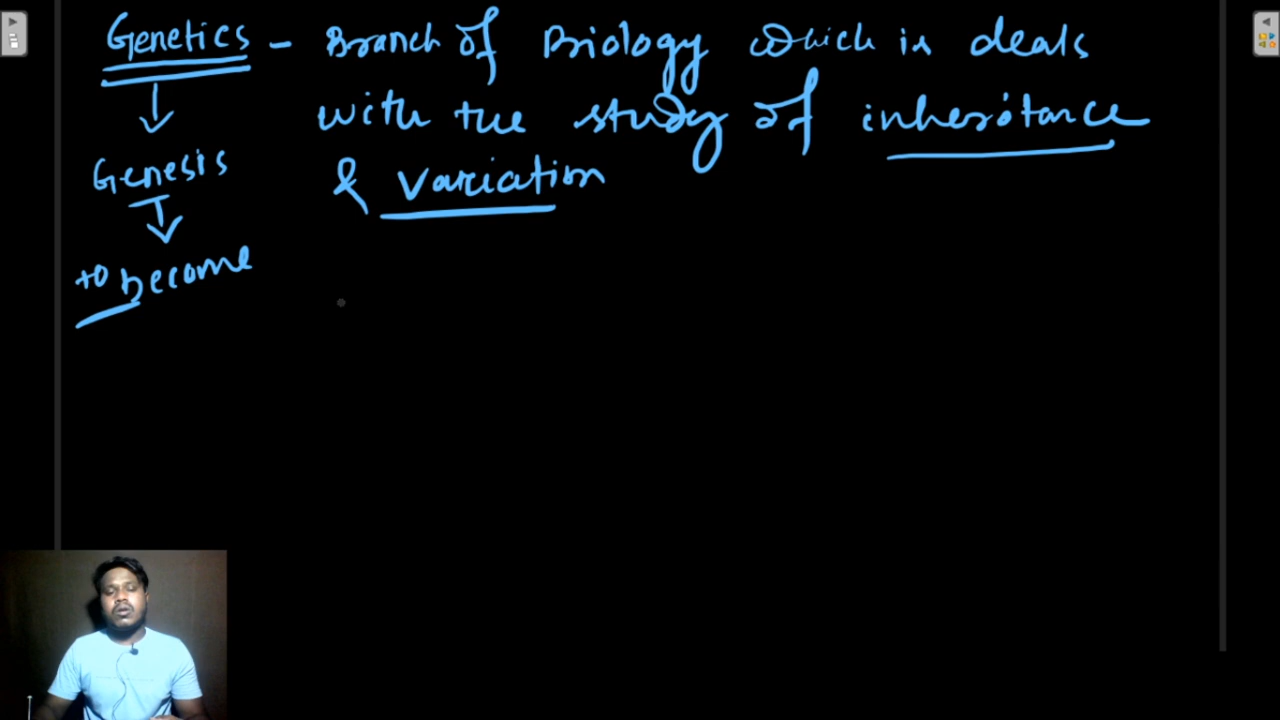 Genetics - Branch of Biology which is deals
with the study of inheritance
& variation
Genesis
to become